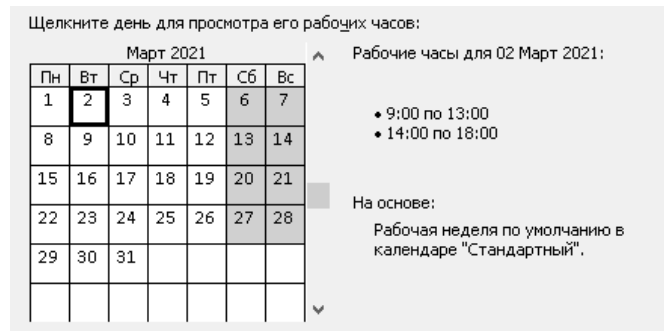 Щелкните день для просмотра его рабочих часов:
Март 2021
Пн Вт Ср Чт Пт Сб Вс
1 2 3 4 5 6 7
8 9 10 11 12 13 14
15 16 17 18 19 20 21
22 23 24 25 26 27 28
29 30 31
Рабочие часы для 02 Март 2021:
• 9:00 по 13:00
• 14:00 по 18:00
На основе:
Рабочая неделя по умолчанию в
календаре "Стандартный".